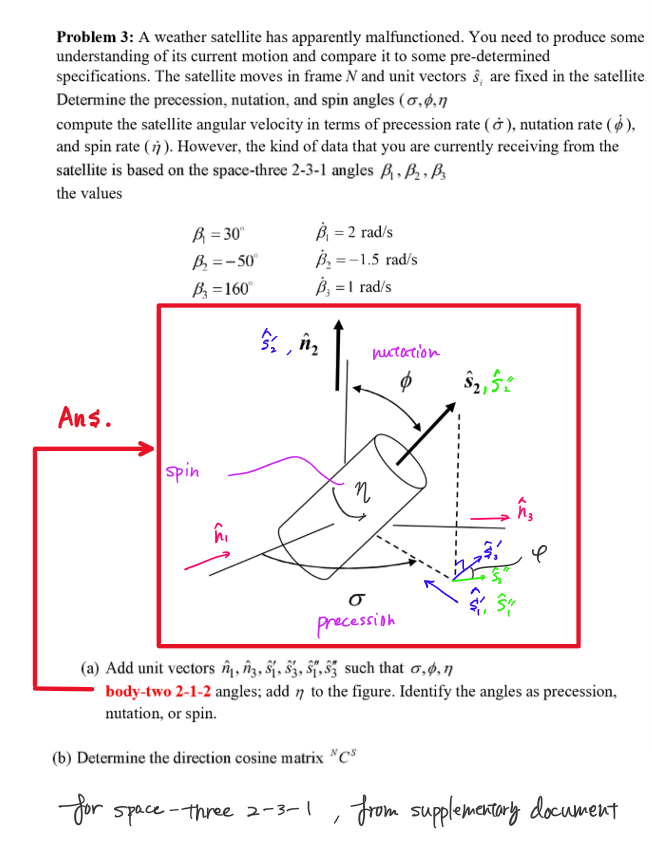 Problem 3: A weather satellite has apparently malfunctioned. You need to produce some
understanding of its current motion and compare it to some pre-determined
specifications. The satellite moves in frame N and unit vectors ŝᵢ are fixed in the satellite.
Determine the precession, nutation, and spin angles (σ,ϕ,η
compute the satellite angular velocity in terms of precession rate (σ̇), nutation rate (ϕ̇),
and spin rate (η̇). However, the kind of data that you are currently receiving from the
satellite is based on the space-three 2-3-1 angles β₁, β₂, β₃
the values
β₁ = 30° β̇₁ = 2 rad/s
β₂ = −50° β̇₂ = −1.5 rad/s
β₃ = 160° β̇₃ = 1 rad/s
ŝ₂′, n̂₂
nutation
ϕ
ŝ₂, ŝ₂″
Ans.
spin
η
n̂₃
n̂₁
ŝ₃′
φ
ŝ₃″
σ
ŝ₁′, ŝ₁″
precession
(a) Add unit vectors n̂₁, n̂₃, ŝ₁′, ŝ₃′, ŝ₁″, ŝ₃″ such that σ,ϕ,η
body-two 2-1-2 angles; add η to the figure. Identify the angles as precession,
nutation, or spin.
(b) Determine the direction cosine matrix ᴺCˢ
for space-three 2-3-1, from supplementary document